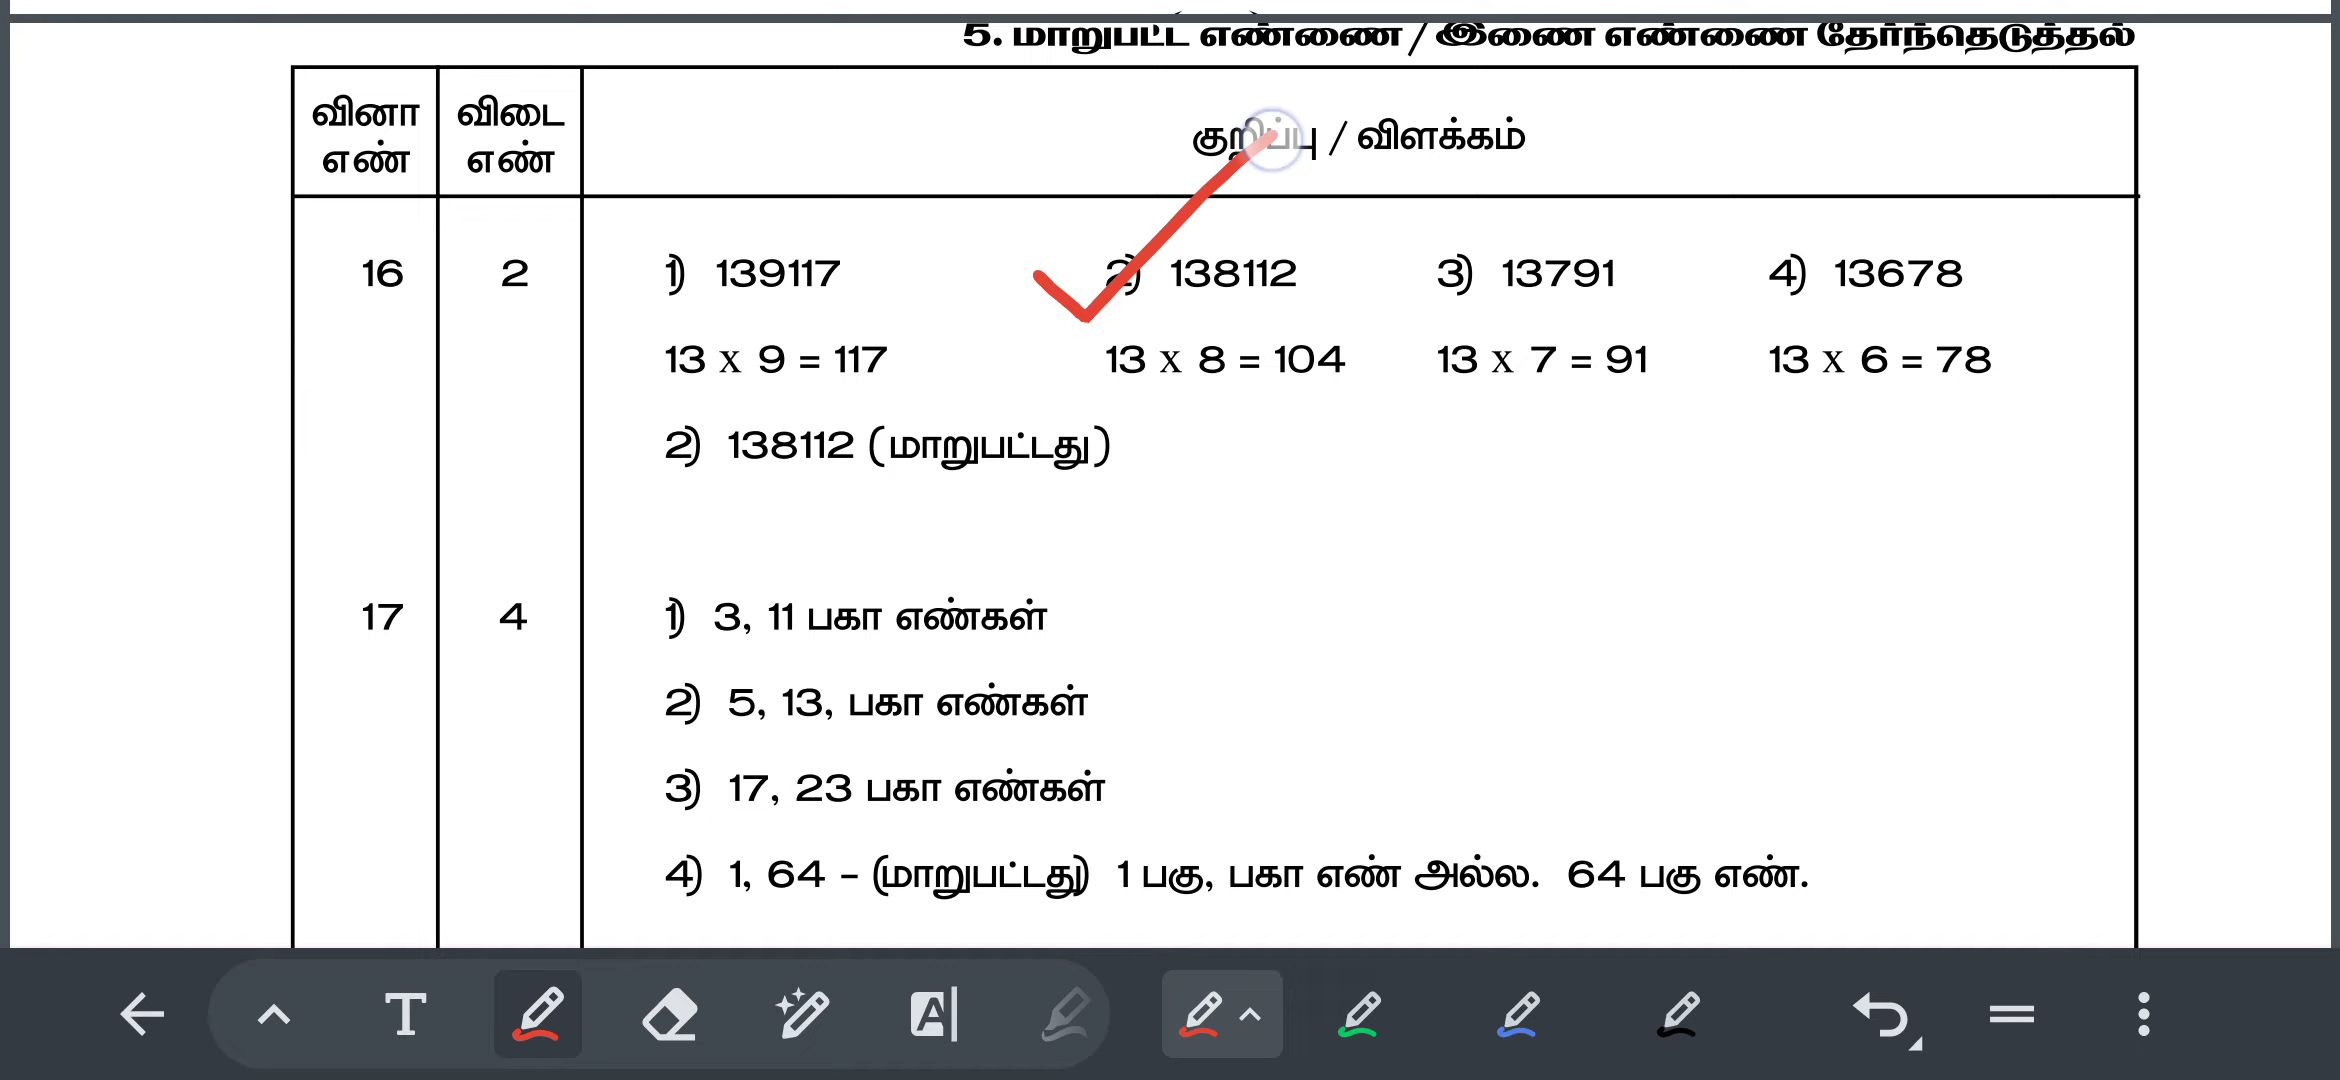 5. மாறுபட்ட எண்ணை / இணை எண்ணை தேர்ந்தெடுத்தல்
வினா எண் விடை எண் குறிப்பு / விளக்கம்
16 2 1) 139117 2) 138112 3) 13791 4) 13678
13 x 9 = 117 13 x 8 = 104 13 x 7 = 91 13 x 6 = 78
2) 138112 (மாறுபட்டது)
17 4 1) 3, 11 பகா எண்கள்
2) 5, 13, பகா எண்கள்
3) 17, 23 பகா எண்கள்
4) 1, 64 – (மாறுபட்டது) 1 பகு, பகா எண் அல்ல. 64 பகு எண்.
T A